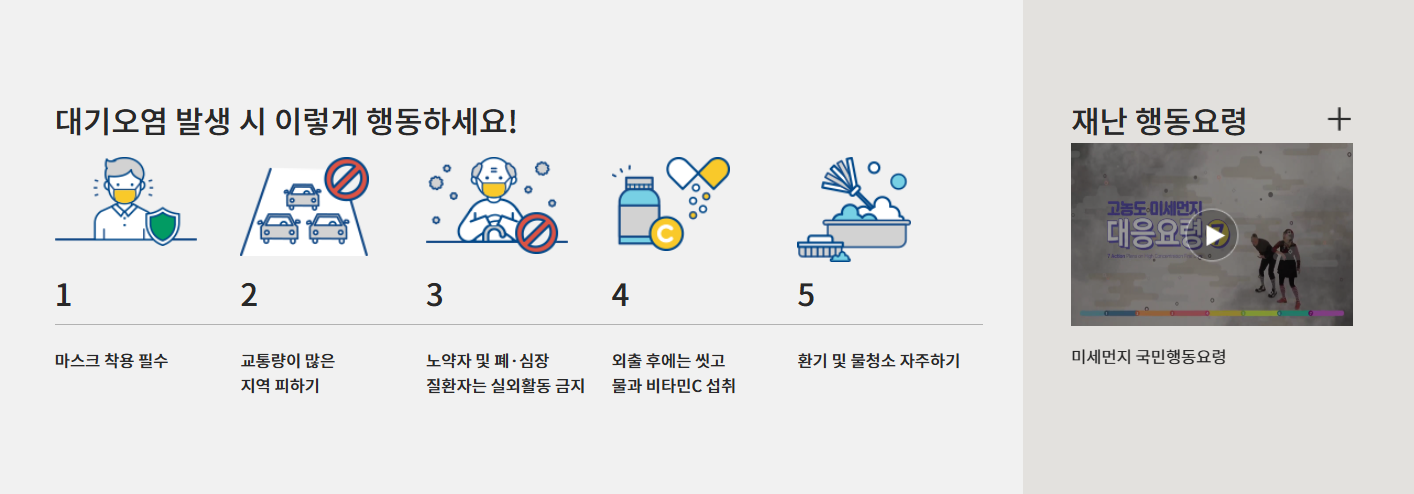 대기오염 발생 시 이렇게 행동하세요!
C
1
마스크 착용 필수
2
교통량이 많은
지역 피하기
3
노약자 및 폐·심장
질환자는 실외활동 금지
4
외출 후에는 씻고
물과 비타민C 섭취
5
환기 및 물청소 자주하기
재난 행동요령
고농도 미세먼지
대응요령 7
미세먼지 국민행동요령